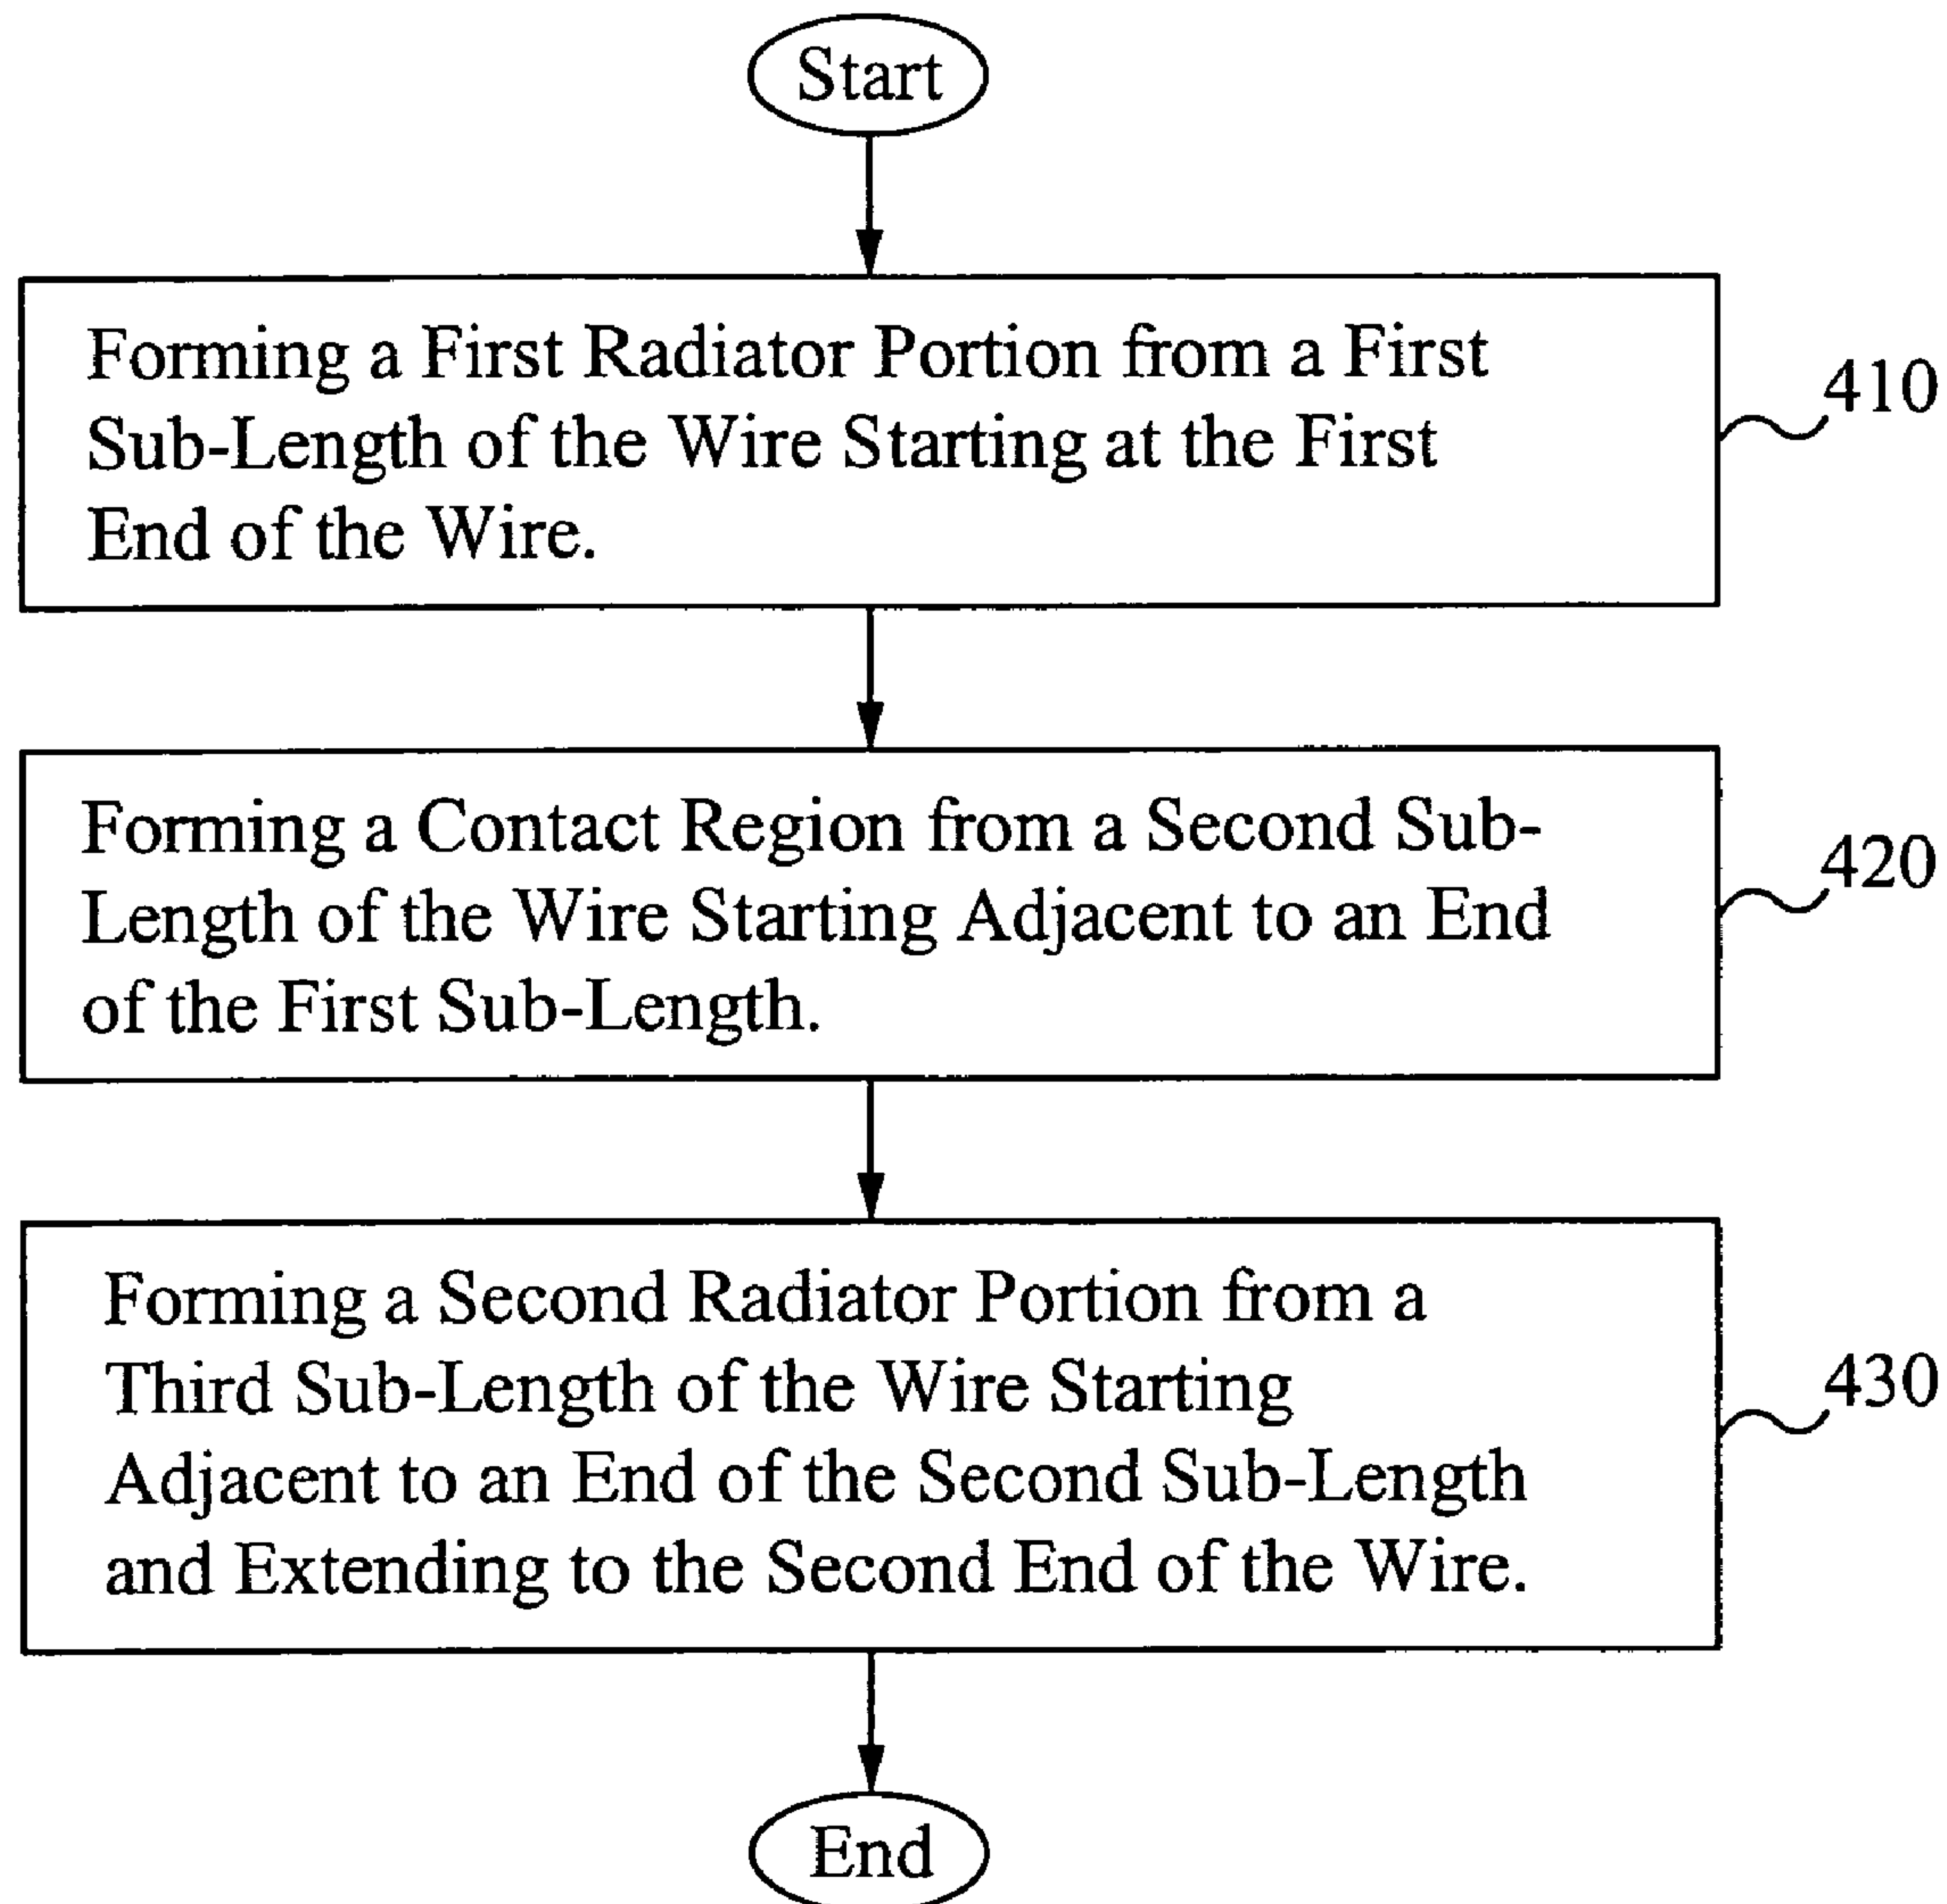 Start
Forming a First Radiator Portion from a First
Sub-Length of the Wire Starting at the First
End of the Wire.
410
Forming a Contact Region from a Second Sub-
Length of the Wire Starting Adjacent to an End
of the First Sub-Length.
420
Forming a Second Radiator Portion from a
Third Sub-Length of the Wire Starting
Adjacent to an End of the Second Sub-Length
and Extending to the Second End of the Wire.
430
End